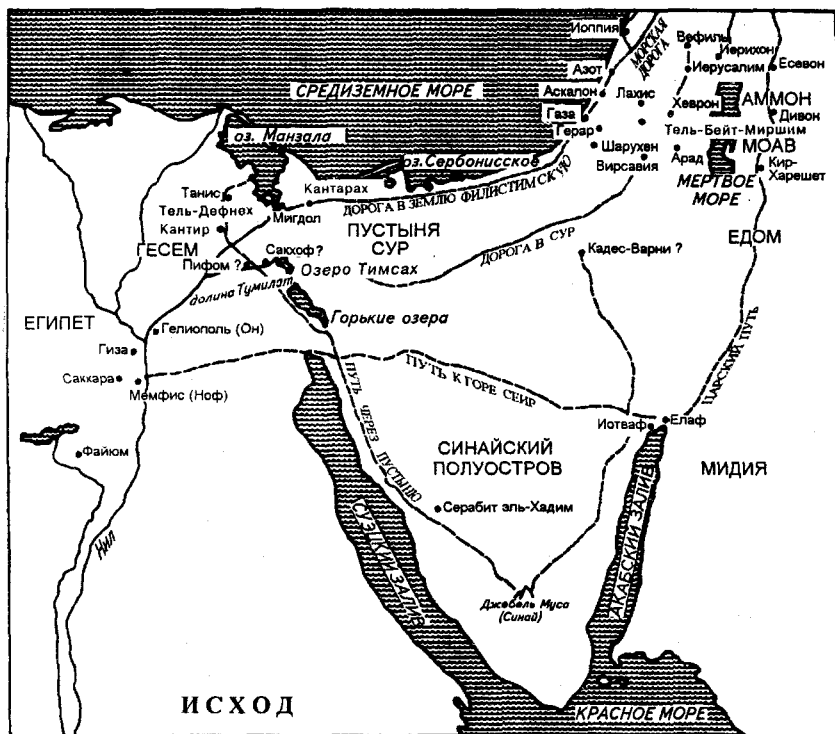 Иоппия
МОРСКАЯ
ДОРОГА
Вефиль
Иерихон
Азот
Иерусалим
Есевон
СРЕДИЗЕМНОЕ МОРЕ
Аскалон
Лахис
Хеврон
АММОН
Газа
Дивон
Герар
Тель-Бейт-Миршим
оз. Манзала
оз. Сербонисское
Шарухен
МОАВ
Вирсавия
Арад
Кир-
Харешет
Танис
Кантарах
МЕРТВОЕ
МОРЕ
Тель-Дефнех
Мигдол
ДОРОГА В ЗЕМЛЮ ФИЛИСТИМСКУЮ
Кантир
ПУСТЫНЯ
СУР
ГЕСЕМ
Сакхоф?
ДОРОГА В СУР
Кадес-Варни ?
ЕДОМ
Пифом ?
Озеро Тимсах
долина Тумилат
Горькие озера
ЕГИПЕТ
Гелиополь (Он)
Гиза
ПУТЬ К ГОРЕ СЕИР
ЦАРСКИЙ ПУТЬ
Саккара
Мемфис (Ноф)
ПУТЬ ЧЕРЕЗ ПУСТЫНЮ
Иотваф
Елаф
Файюм
СИНАЙСКИЙ
ПОЛУОСТРОВ
МИДИЯ
Серабит эль-Хадим
СУЭЦКИЙ ЗАЛИВ
АКАБСКИЙ ЗАЛИВ
Нил
Джебель Муса
(Синай)
ИСХОД
КРАСНОЕ МОРЕ